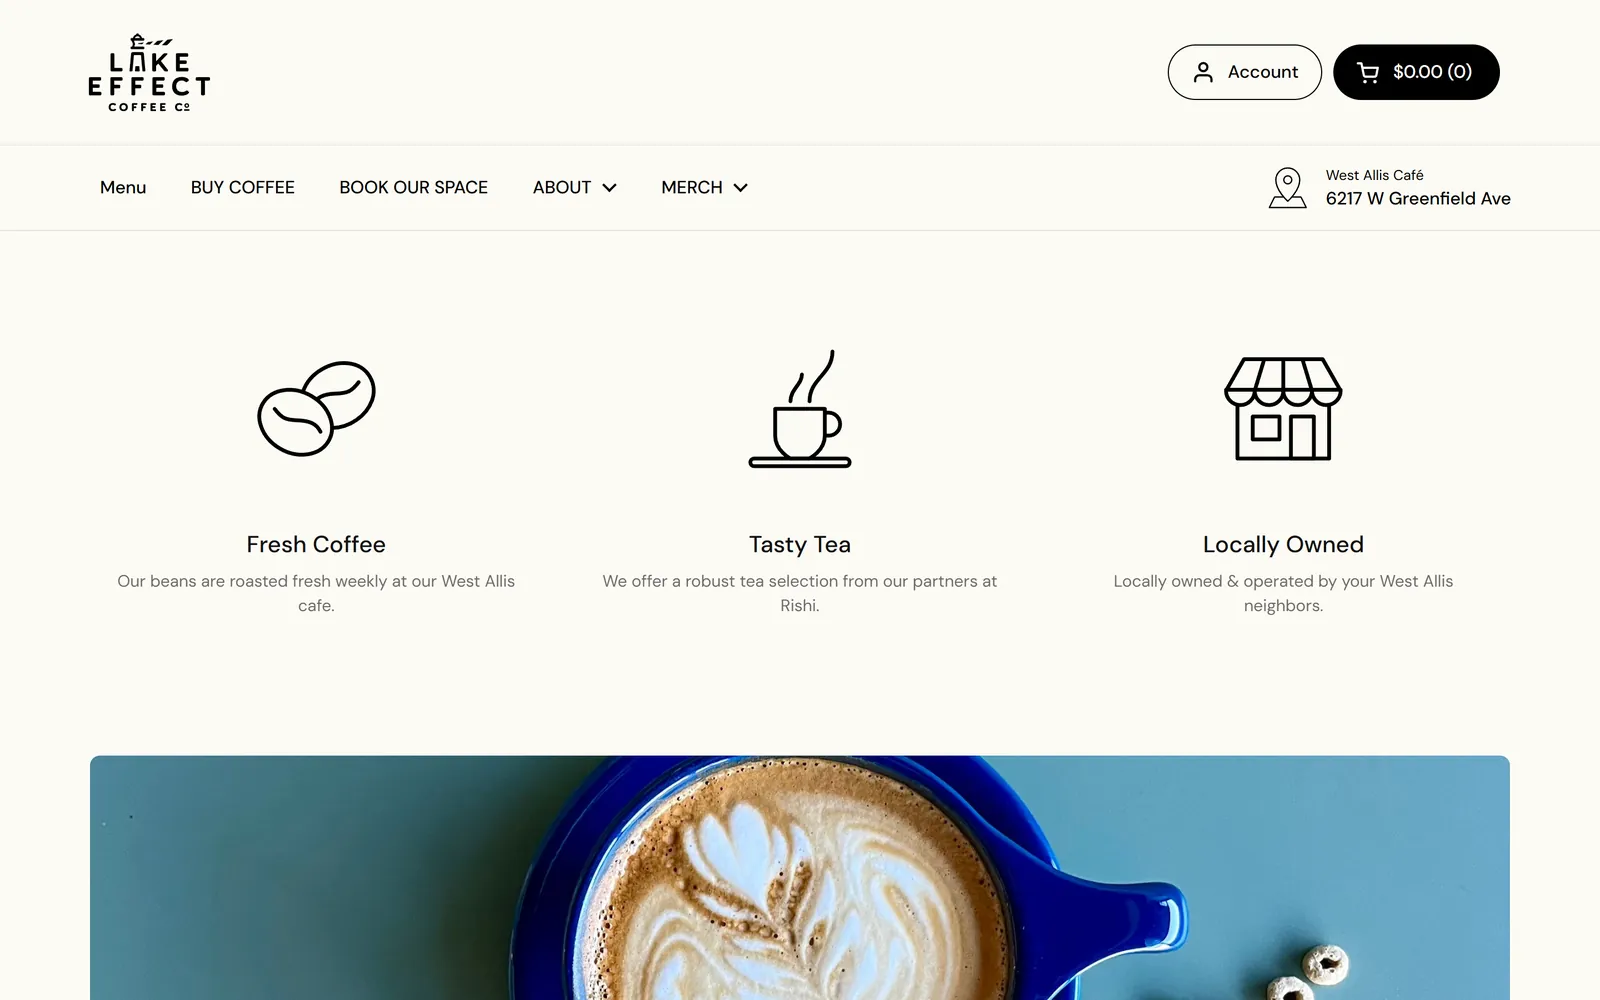 LAKE
EFFECT
COFFEE Co
Account
$0.00 (0)
Menu
BUY COFFEE
BOOK OUR SPACE
ABOUT
MERCH
West Allis Café
6217 W Greenfield Ave
Fresh Coffee
Our beans are roasted fresh weekly at our West Allis
cafe.
Tasty Tea
We offer a robust tea selection from our partners at
Rishi.
Locally Owned
Locally owned & operated by your West Allis
neighbors.